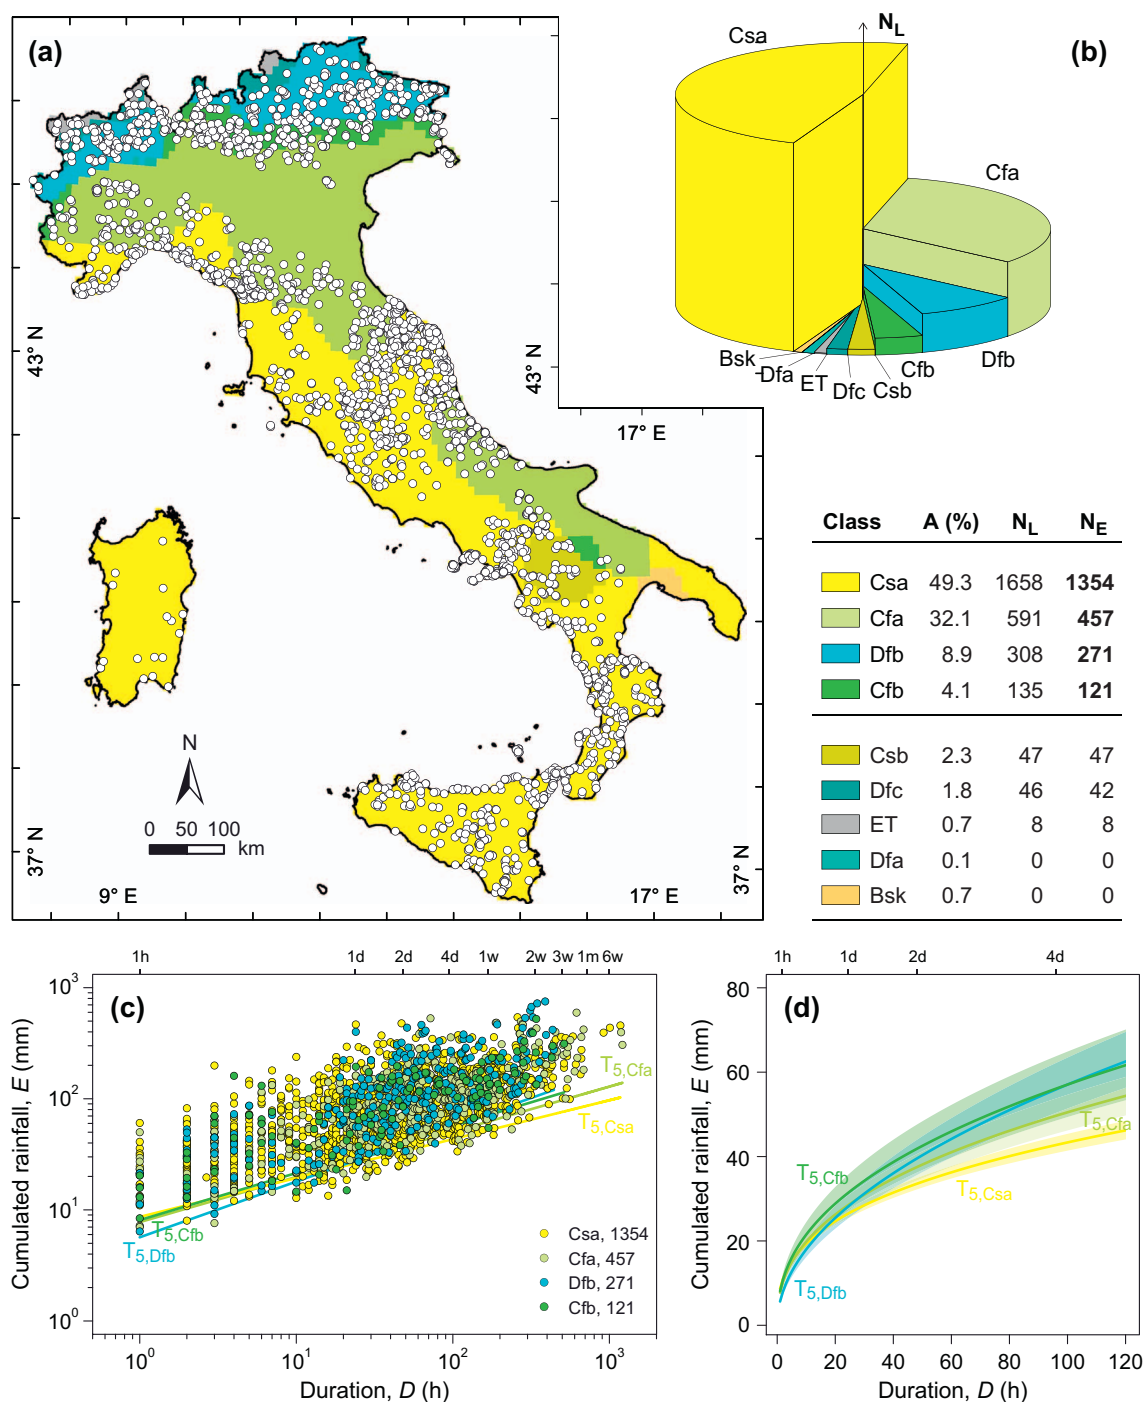 (a)
43° N
37° N
9° E
17° E
37° N
43° N
17° E
N
0 50 100
km
(b)
N_L
Csa
Cfa
Dfb
Cfb
Csb
Dfc
ET
Dfa
Bsk
Class A (%) N_L N_E
Csa 49.3 1658 1354
Cfa 32.1 591 457
Dfb 8.9 308 271
Cfb 4.1 135 121
Csb 2.3 47 47
Dfc 1.8 46 42
ET 0.7 8 8
Dfa 0.1 0 0
Bsk 0.7 0 0
1h 1d 2d 4d 1w 2w 3w 1m 6w
(c)
Cumulated rainfall, E (mm)
10³
10²
10¹
10⁰
T5,Cfa
T5,Csa
T5,Cfb
T5,Dfb
Csa, 1354
Cfa, 457
Dfb, 271
Cfb, 121
10⁰ 10¹ 10² 10³
Duration, D (h)
1h 1d 2d 4d
(d)
Cumulated rainfall, E (mm)
80
60
40
20
0
T5,Cfb
T5,Cfa
T5,Csa
T5,Dfb
0 20 40 60 80 100 120
Duration, D (h)